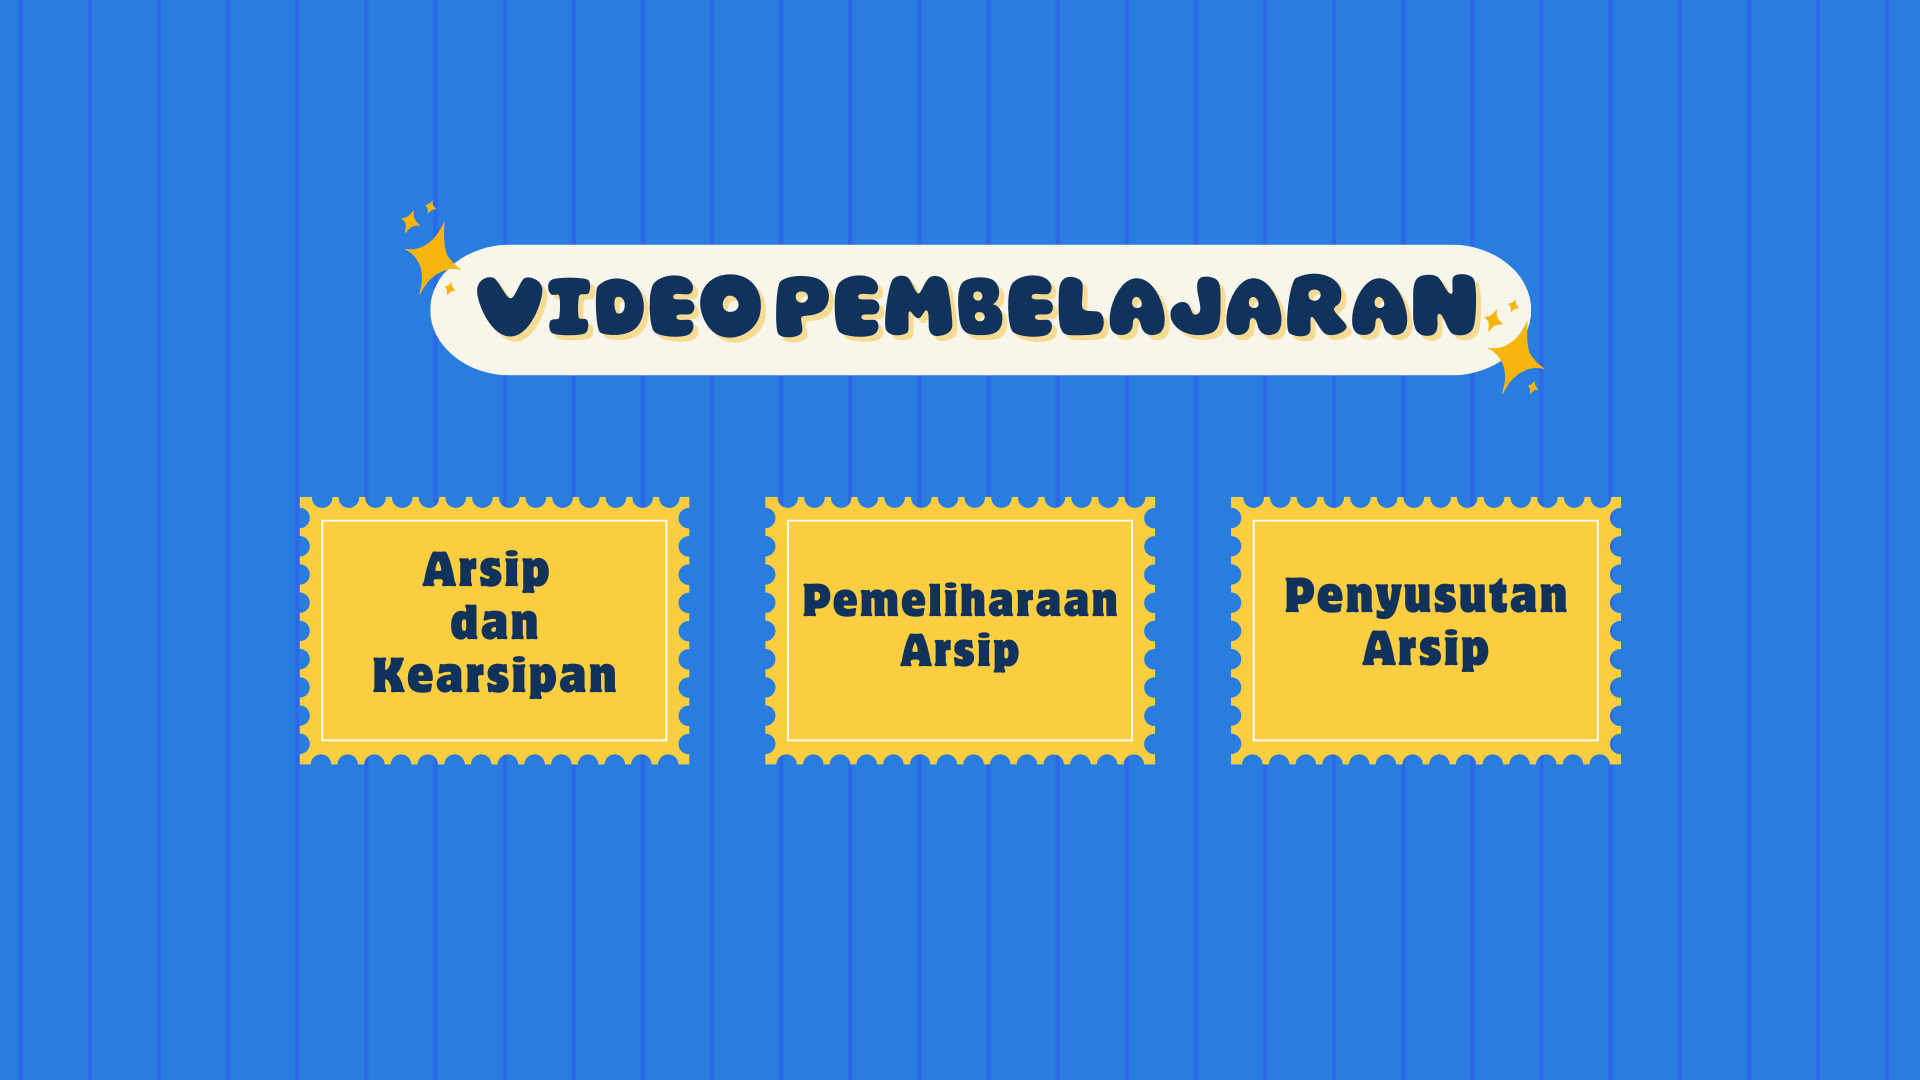 VIDEO PEMBELAJARAN
Arsip
dan
Kearsipan
Pemeliharaan
Arsip
Penyusutan
Arsip